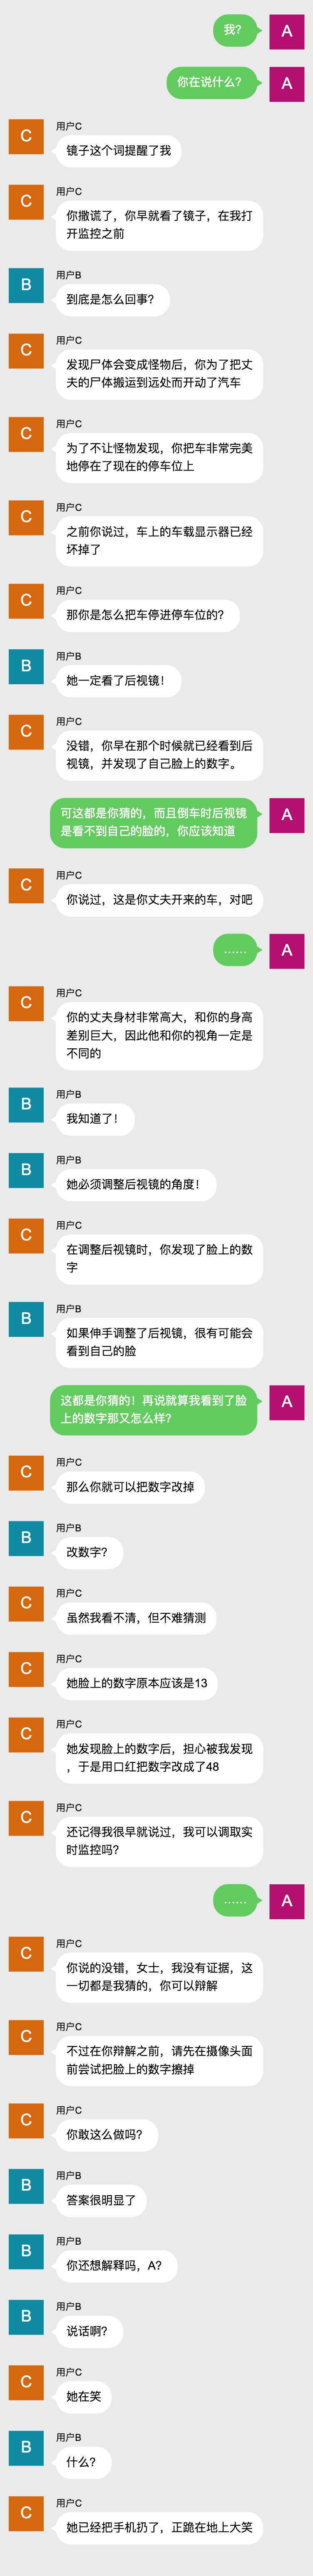 我？
A
你在说什么？
A
C
用户C
镜子这个词提醒了我
C
用户C
你撒谎了，你早就看了镜子，在我打
开监控之前
B
用户B
到底是怎么回事？
C
用户C
发现尸体会变成怪物后，你为了把丈
夫的尸体搬运到远处而开动了汽车
C
用户C
为了不让怪物发现，你把车非常完美
地停在了现在的停车位上
C
用户C
之前你说过，车上的车载显示器已经
坏掉了
C
用户C
那你是怎么把车停进停车位的？
B
用户B
她一定看了后视镜！
C
用户C
没错，你早在那个时候就已经看到后
视镜，并发现了自己脸上的数字。
可这都是你猜的，而且倒车时后视镜
是看不到自己的脸的，你应该知道
A
C
用户C
你说过，这是你丈夫开来的车，对吧
……
A
C
用户C
你的丈夫身材非常高大，和你的身高
差别巨大，因此他和你的视角一定是
不同的
B
用户B
我知道了！
B
用户B
她必须调整后视镜的角度！
C
用户C
在调整后视镜时，你发现了脸上的数
字
B
用户B
如果伸手调整了后视镜，很有可能会
看到自己的脸
这都是你猜的！再说就算我看到了脸
上的数字那又怎么样？
A
C
用户C
那么你就可以把数字改掉
B
用户B
改数字？
C
用户C
虽然我看不清，但不难猜测
C
用户C
她脸上的数字原本应该是13
C
用户C
她发现脸上的数字后，担心被我发现
，于是用口红把数字改成了48
C
用户C
还记得我很早就说过，我可以调取实
时监控吗？
……
A
C
用户C
你说的没错，女士，我没有证据，这
一切都是我猜的，你可以辩解
C
用户C
不过在你辩解之前，请先在摄像头面
前尝试把脸上的数字擦掉
C
用户C
你敢这么做吗？
B
用户B
答案很明显了
B
用户B
你还想解释吗，A？
B
用户B
说话啊？
C
用户C
她在笑
B
用户B
什么？
C
用户C
她已经把手机扔了，正跪在地上大笑